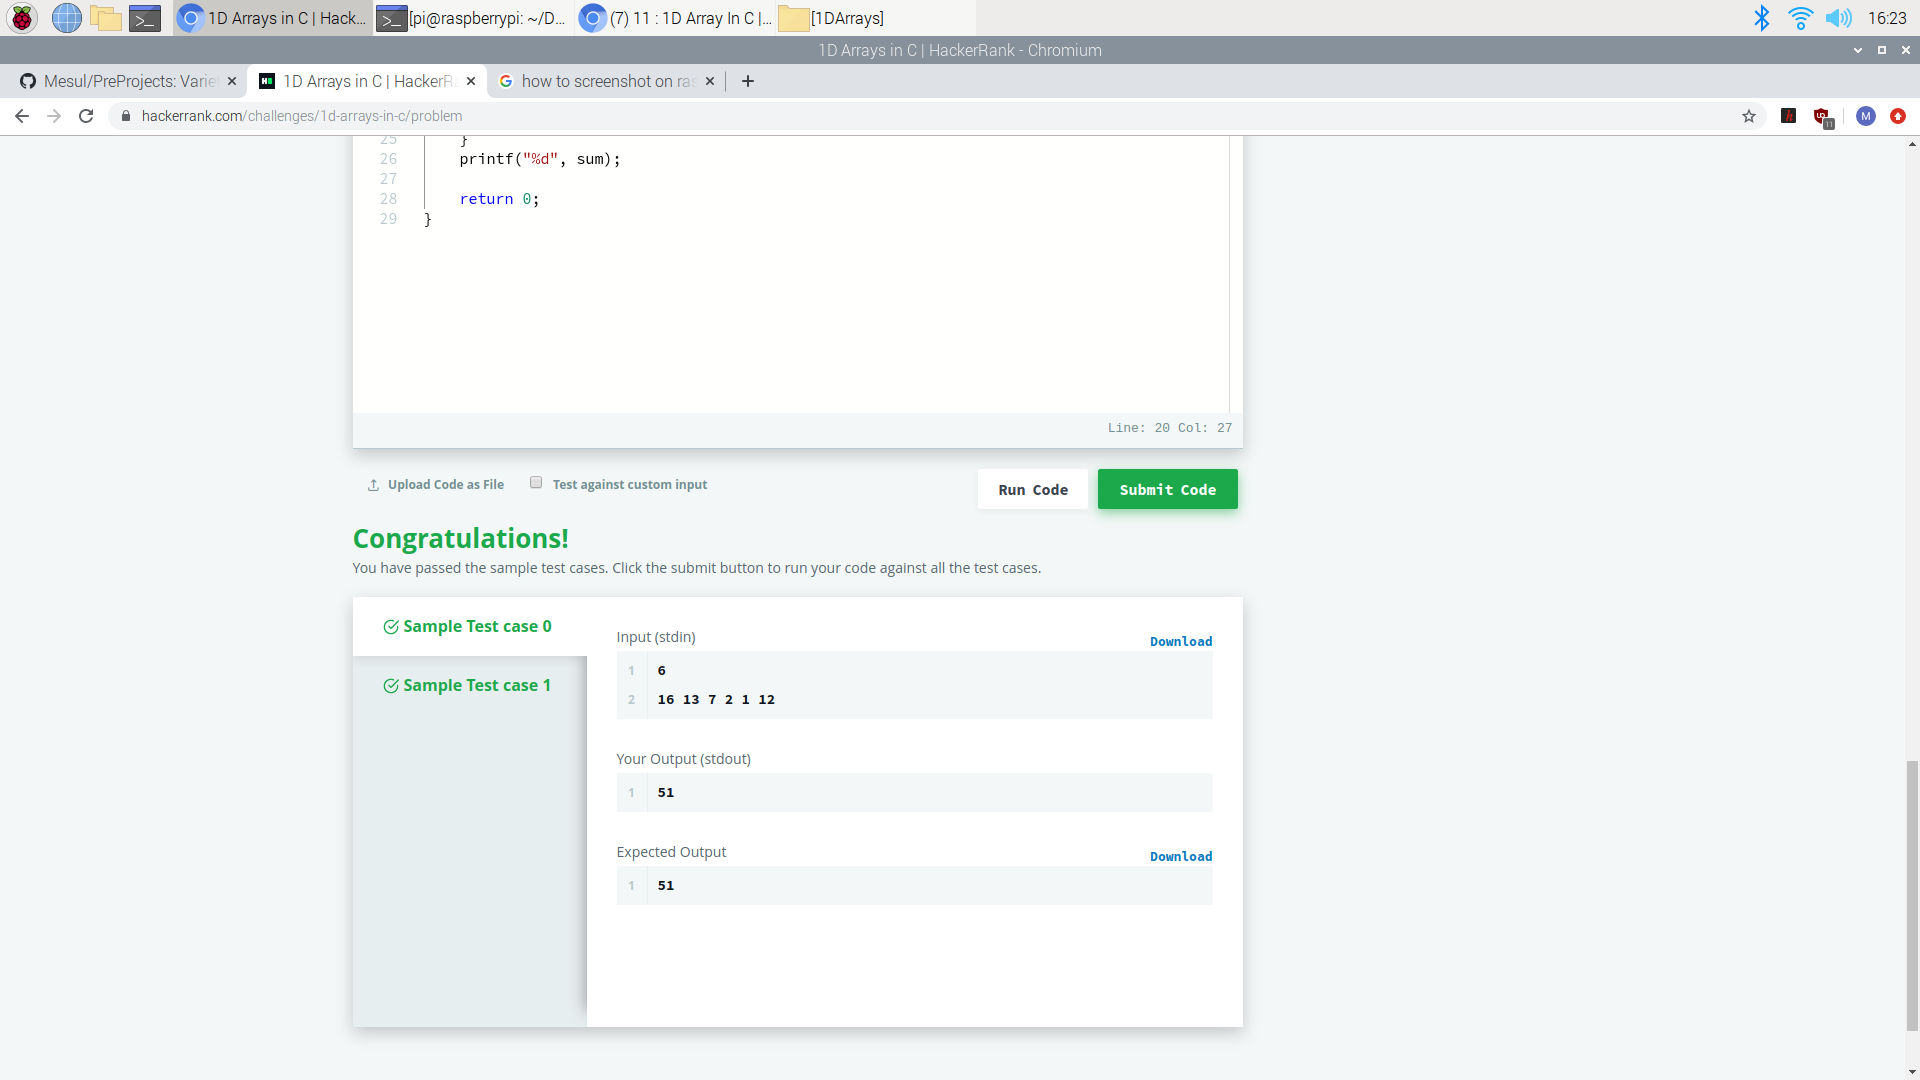 1D Arrays in C | Hack... [pi@raspberrypi: ~/D... (7) 11 : 1D Array In C |... [1DArrays] 16:23
1D Arrays in C | HackerRank - Chromium
Mesul/PreProjects: Varie 1D Arrays in C | HackerR how to screenshot on ras
hackerrank.com/challenges/1d-arrays-in-c/problem 11 M
25 }
26 printf("%d", sum);
27
28 return 0;
29 }
Line: 20 Col: 27
Upload Code as File Test against custom input Run Code Submit Code
Congratulations!
You have passed the sample test cases. Click the submit button to run your code against all the test cases.
Sample Test case 0
Sample Test case 1
Input (stdin) Download
1 6
2 16 13 7 2 1 12
Your Output (stdout)
1 51
Expected Output Download
1 51